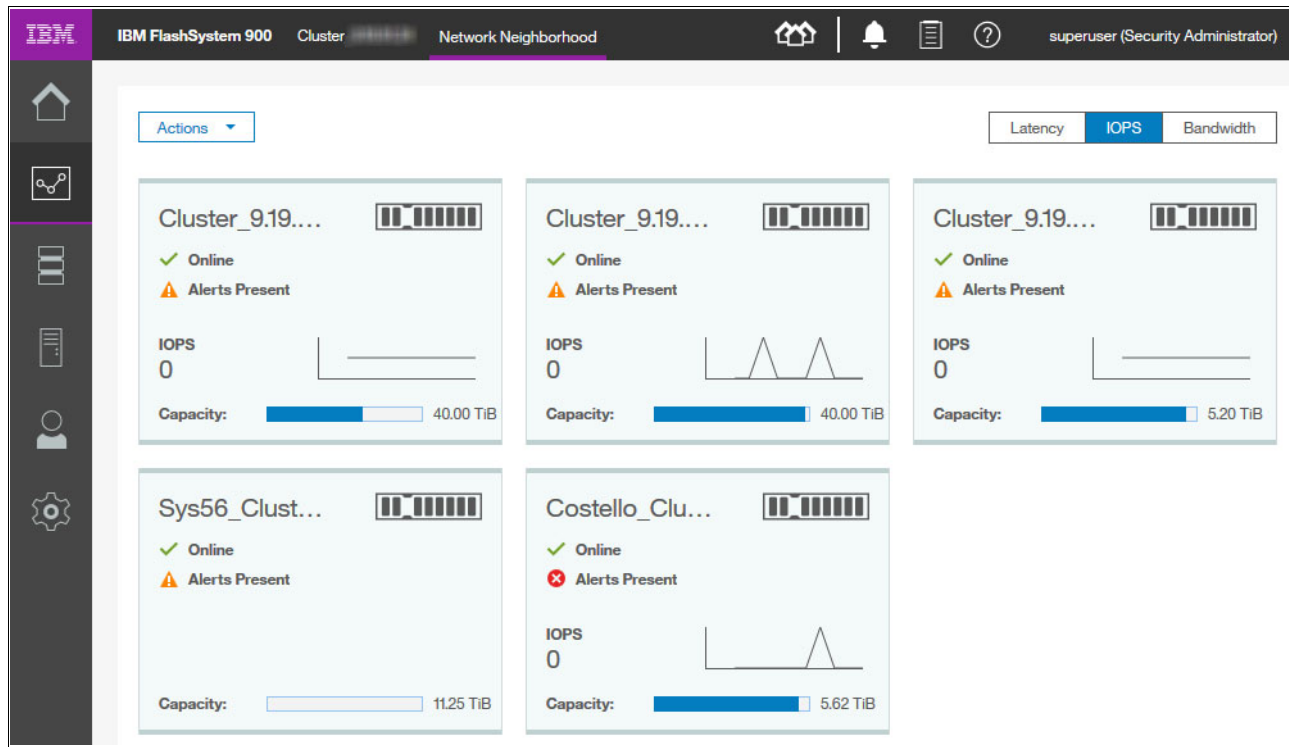 IBM
IBM FlashSystem 900 Cluster Network Neighborhood superuser (Security Administrator)
Actions Latency IOPS Bandwidth
Cluster_9.19.... Cluster_9.19.... Cluster_9.19....
Online Online Online
Alerts Present Alerts Present Alerts Present
IOPS IOPS IOPS
0 0 0
Capacity: 40.00 TiB Capacity: 40.00 TiB Capacity: 5.20 TiB
Sys56_Clust... Costello_Clu...
Online Online
Alerts Present Alerts Present
IOPS
0
Capacity: 11.25 TiB Capacity: 5.62 TiB